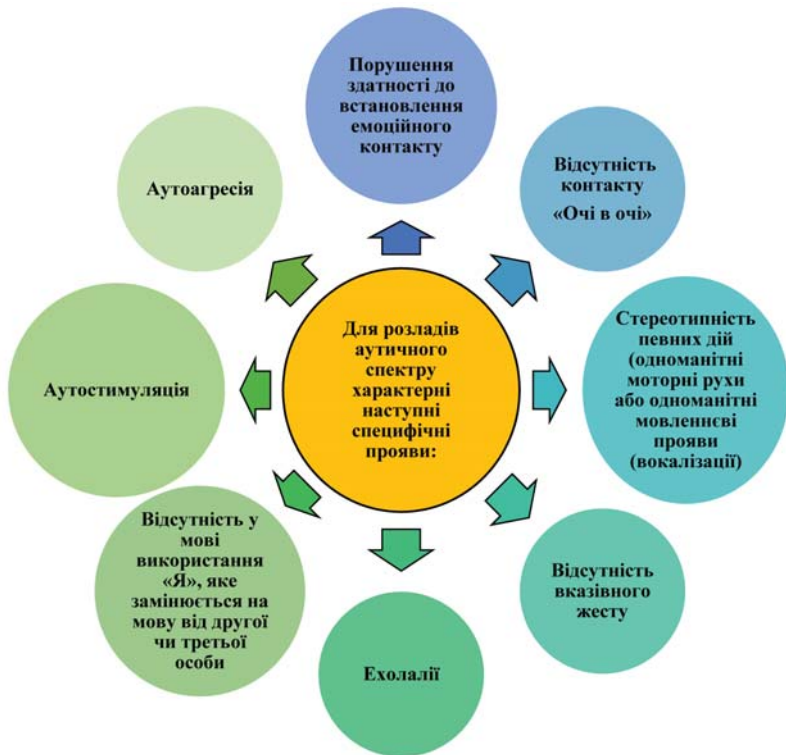 Для розладів
аутичного
спектру
характерні
наступні
специфічні
прояви:
Порушення
здатності до
встановлення
емоційного
контакту
Відсутність
контакту
«Очі в очі»
Стереотипність
певних дій
(одноманітні
моторні рухи
або одноманітні
мовленнєві
прояви
(вокалізації)
Відсутність
вказівного
жесту
Ехолалії
Відсутність у
мові
використання
«Я», яке
замінюється на
мову від другої
чи третьої
особи
Аутостимуляція
Аутоагресія